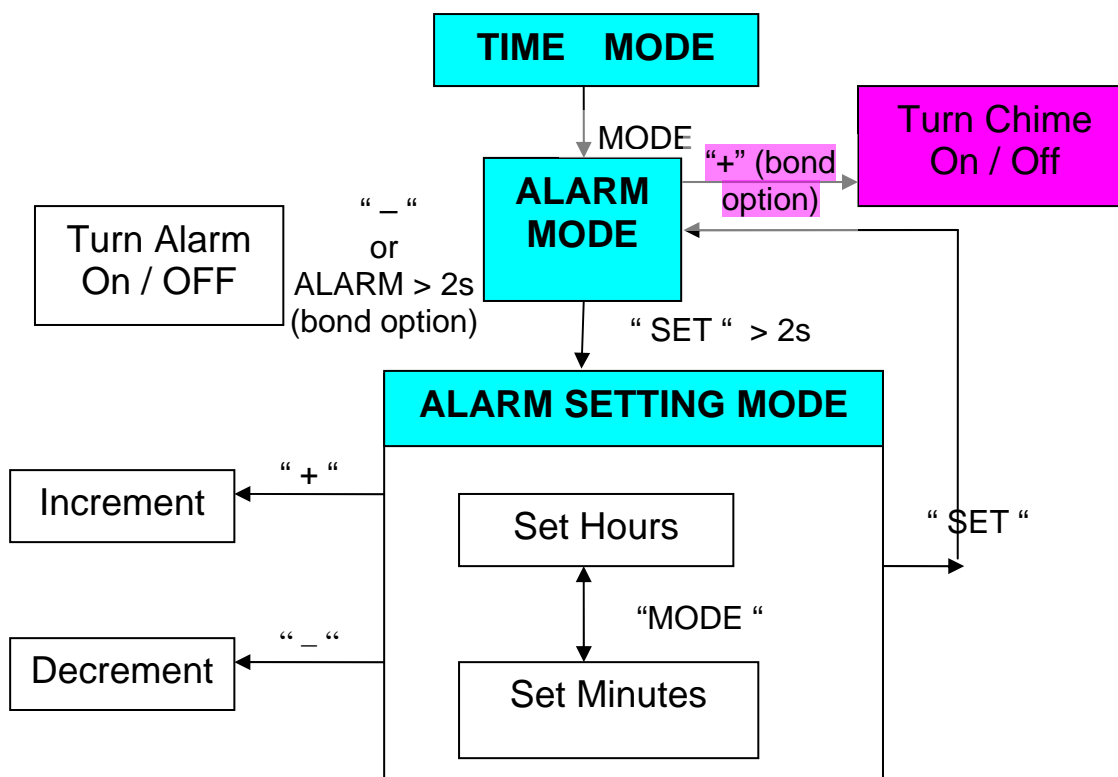 TIME MODE
MODE
Turn Chime
On / Off
“+” (bond
option)
ALARM
MODE
“ – “
or
ALARM > 2s
(bond option)
Turn Alarm
On / OFF
“ SET “ > 2s
ALARM SETTING MODE
“ + “
Increment
Set Hours
“ SET “
“MODE “
“ – “
Decrement
Set Minutes